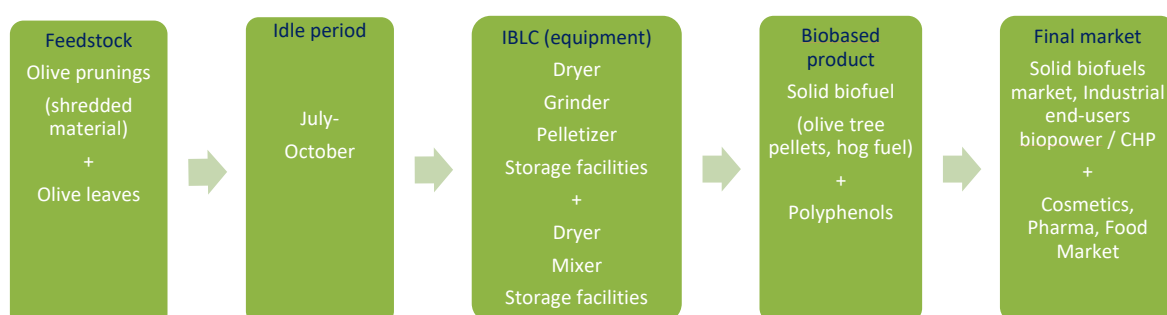 Feedstock
Olive prunings
(shredded
material)
+
Olive leaves
Idle period
July-
October
IBLC (equipment)
Dryer
Grinder
Pelletizer
Storage facilities
+
Dryer
Mixer
Storage facilities
Biobased
product
Solid biofuel
(olive tree
pellets, hog fuel)
+
Polyphenols
Final market
Solid biofuels
market, Industrial
end-users
biopower / CHP
+
Cosmetics,
Pharma, Food
Market